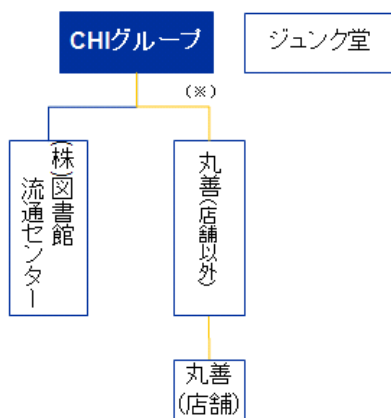 CHIグループ
ジュンク堂
(※)
(株)図書館
流通センター
丸善(店舗以外)
丸善
(店舗)